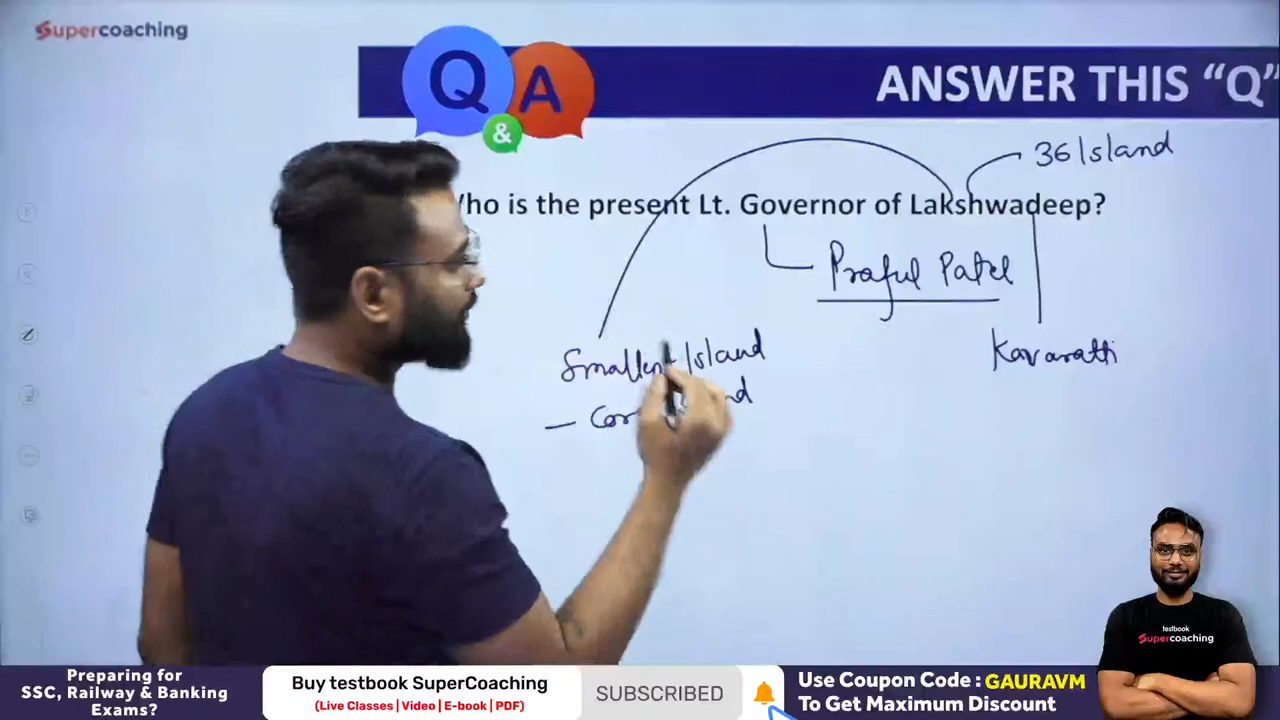 Supercoaching
Q & A
ANSWER THIS “Q”
36 Island
ho is the present Lt. Governor of Lakshwadeep?
Praful Patel
Smallest Island
Kavaratti
testbook
Supercoaching
Preparing for
SSC, Railway & Banking
Exams?
Buy testbook SuperCoaching
(Live Classes | Video | E-book | PDF)
SUBSCRIBED
Use Coupon Code : GAURAVM
To Get Maximum Discount